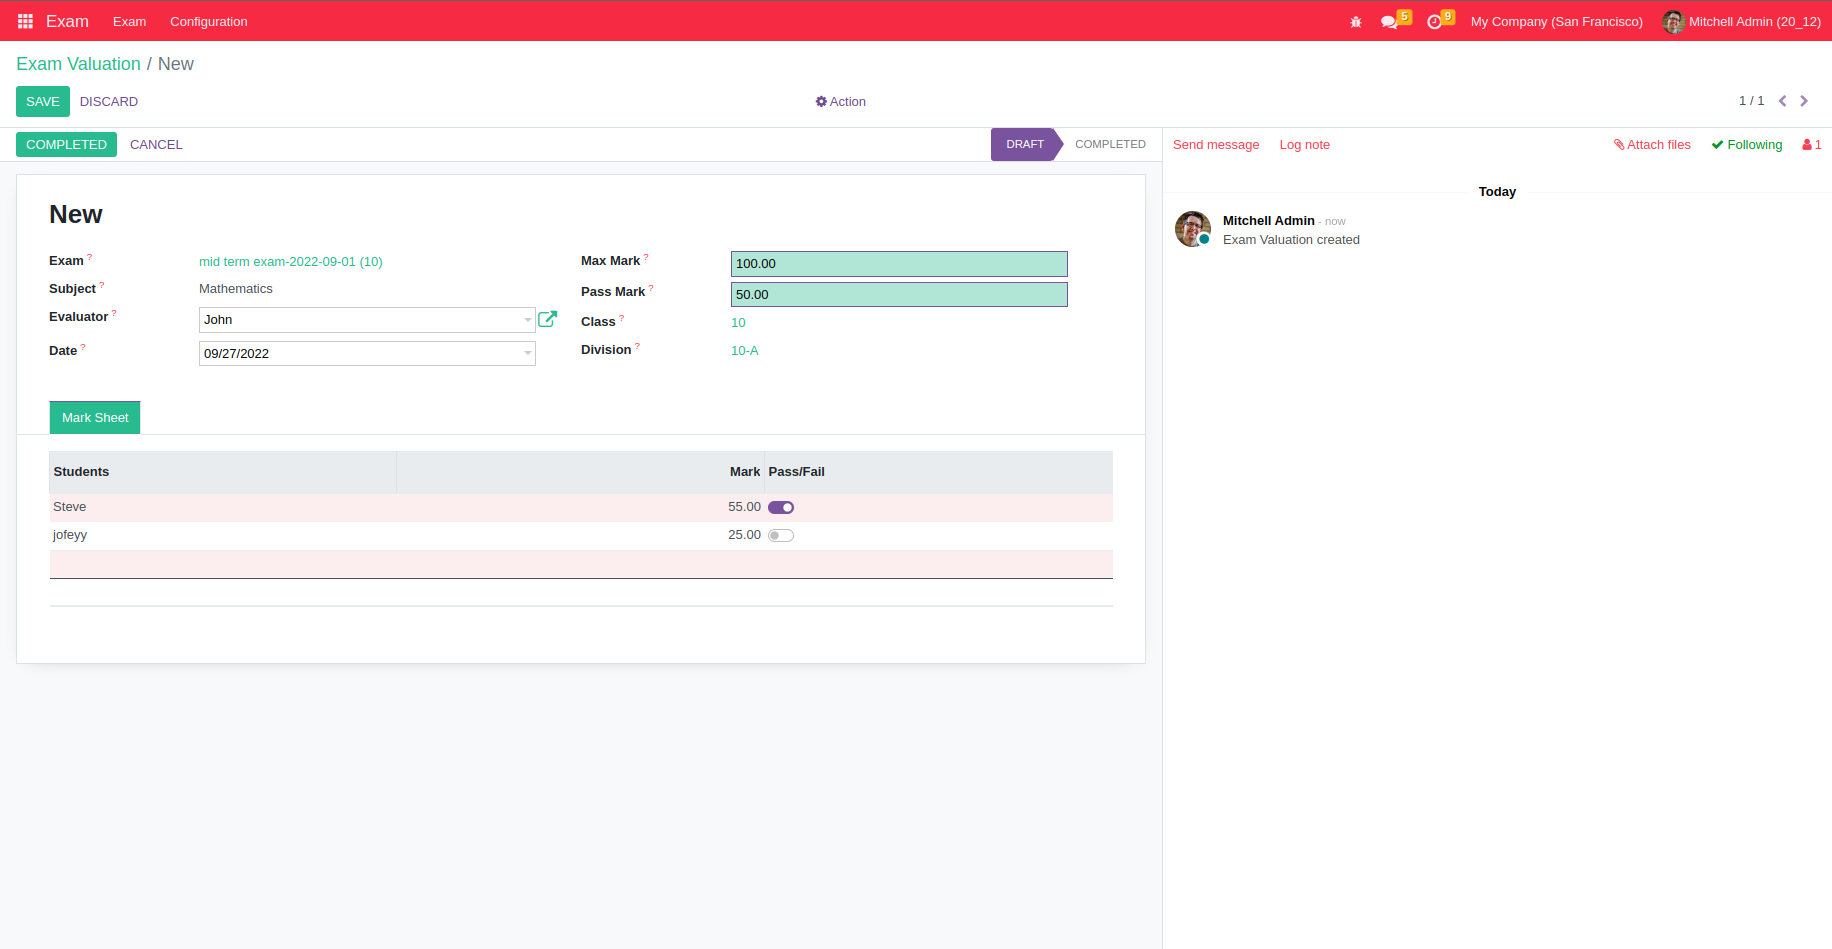 Exam Exam Configuration 5 9 My Company (San Francisco) Mitchell Admin (20_12)
Exam Valuation / New
SAVE DISCARD Action 1 / 1
COMPLETED CANCEL DRAFT COMPLETED Send message Log note Attach files Following 1
Today
New
Mitchell Admin - now
Exam Valuation created
Exam ? mid term exam-2022-09-01 (10) Max Mark ? 100.00
Subject ? Mathematics Pass Mark ? 50.00
Evaluator ? John Class ? 10
Date ? 09/27/2022 Division ? 10-A
Mark Sheet
Students Mark Pass/Fail
Steve 55.00
jofeyy 25.00